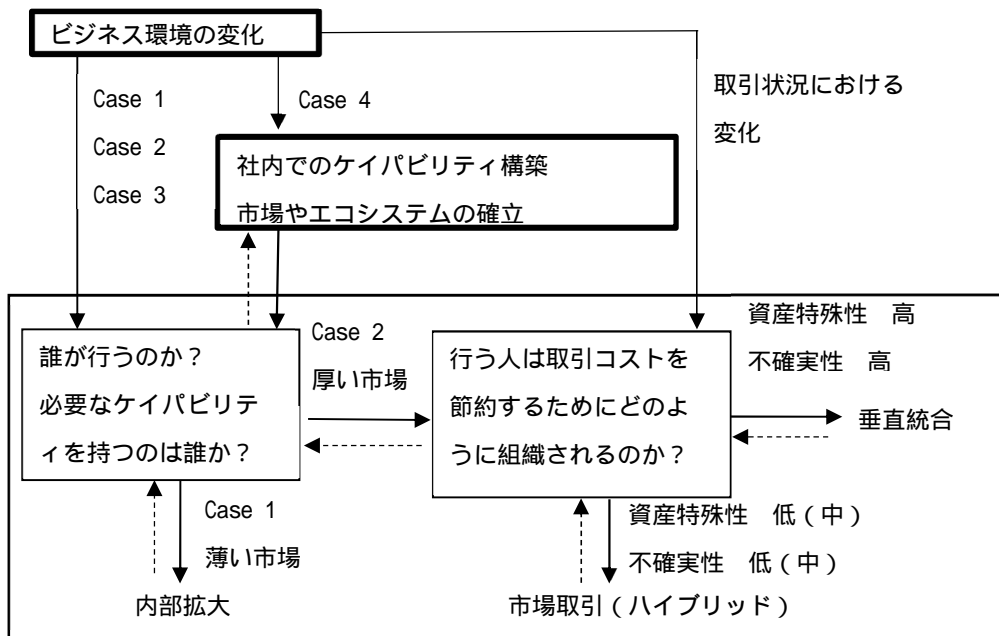 ビジネス環境の変化
Case 1
Case 2
Case 3
Case 4
取引状況における
変化
社内でのケイパビリティ構築
市場やエコシステムの確立
誰が行うのか？
必要なケイパビリテ
ィを持つのは誰か？
Case 2
厚い市場
行う人は取引コストを
節約するためにどのよ
うに組織されるのか？
資産特殊性　高
不確実性　高
垂直統合
Case 1
薄い市場
内部拡大
資産特殊性　低（中）
不確実性　低（中）
市場取引（ハイブリッド）